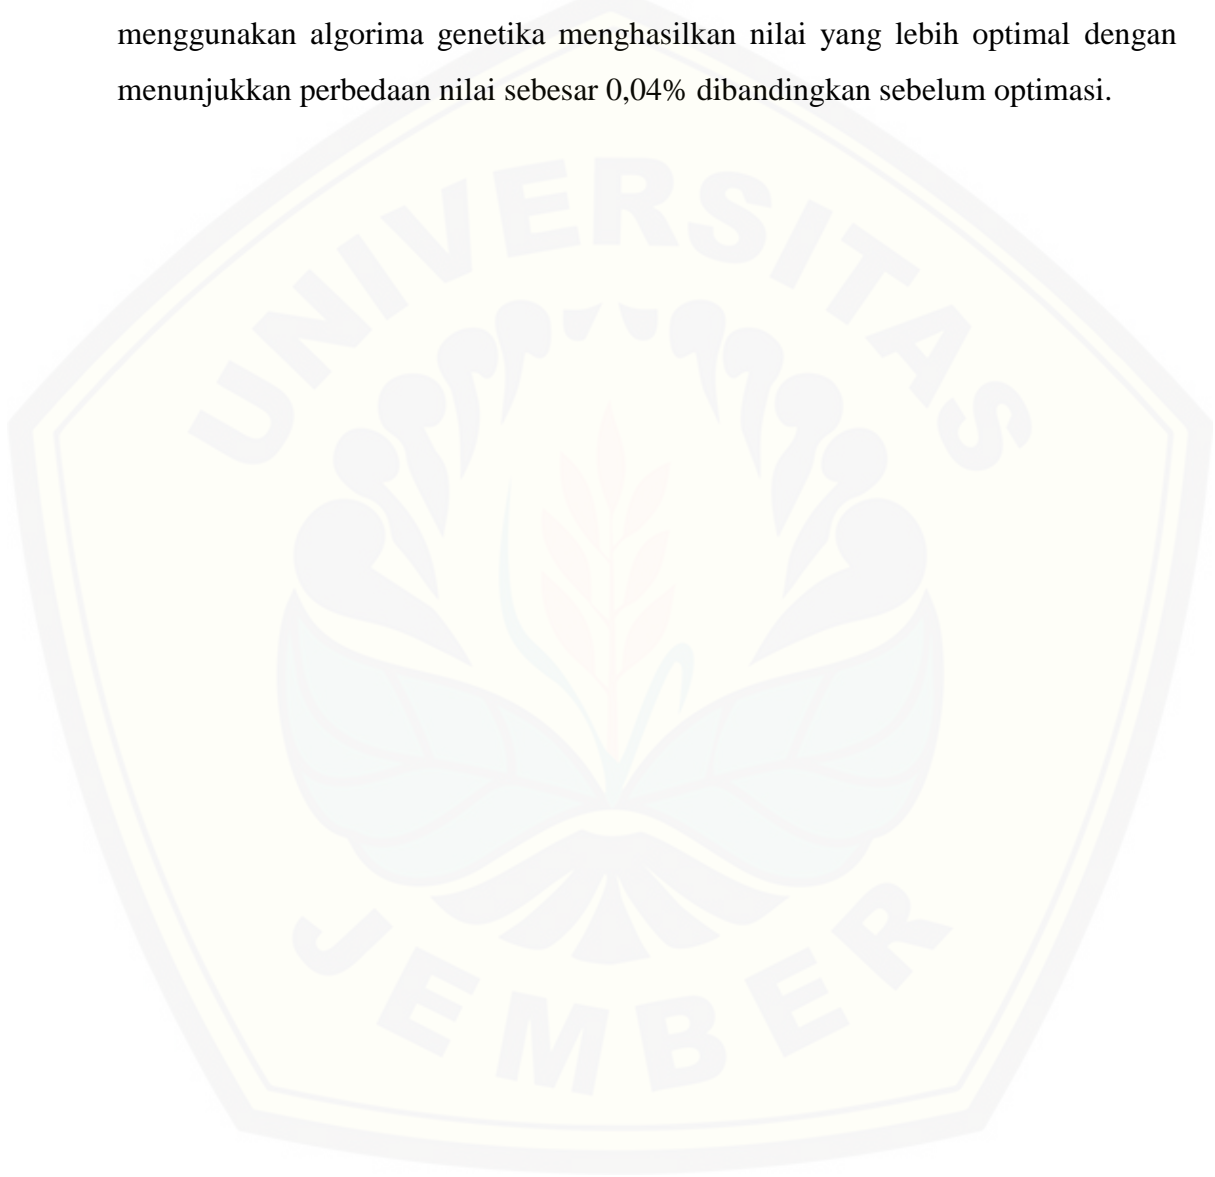 menggunakan algorima genetika menghasilkan nilai yang lebih optimal dengan
menunjukkan perbedaan nilai sebesar 0,04% dibandingkan sebelum optimasi.
UNIVERSITAS
JEMBER